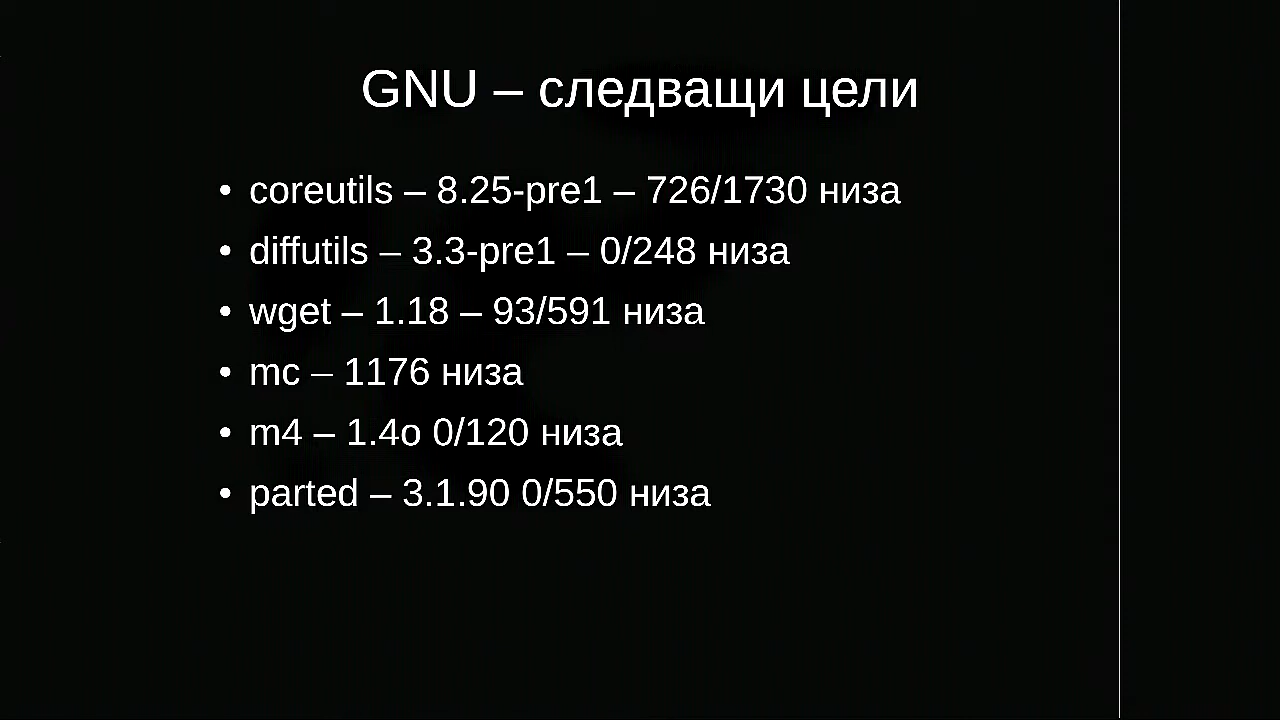 GNU – следващи цели
• coreutils – 8.25-pre1 – 726/1730 низа
• diffutils – 3.3-pre1 – 0/248 низа
• wget – 1.18 – 93/591 низа
• mc – 1176 низа
• m4 – 1.4o 0/120 низа
• parted – 3.1.90 0/550 низа